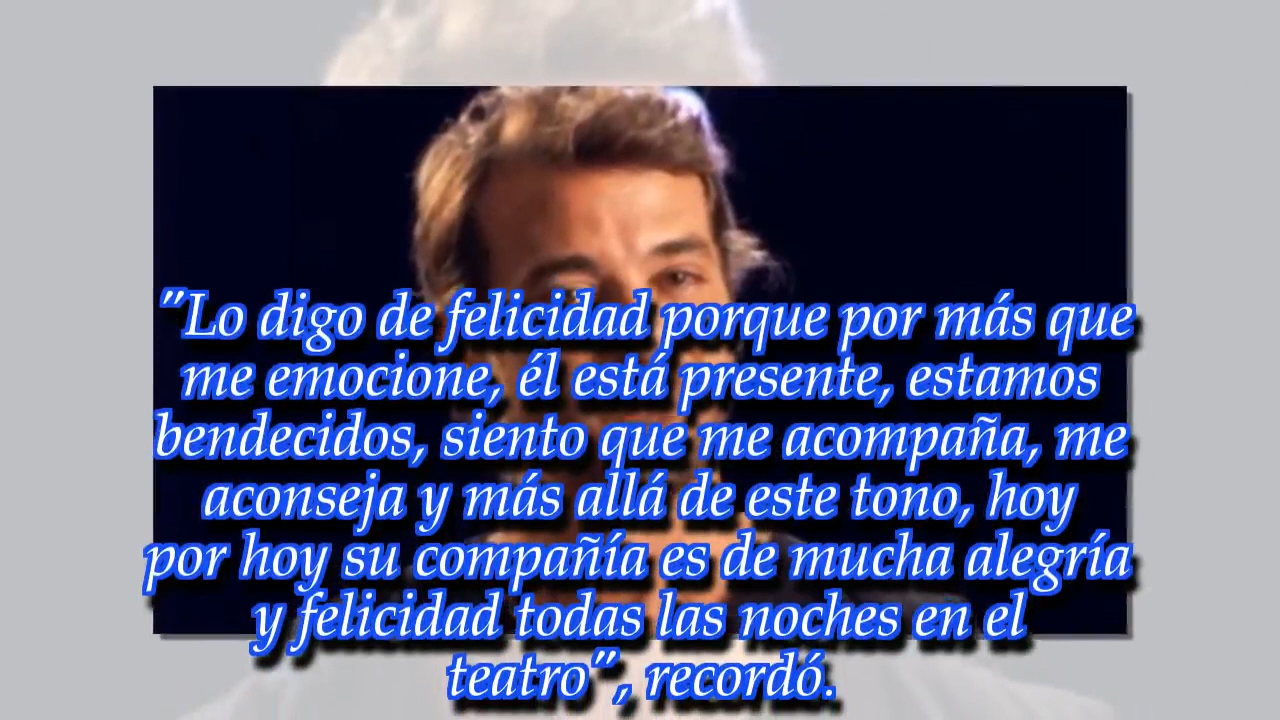 "Lo digo de felicidad porque por más que
me emocione, él está presente, estamos
bendecidos, siento que me acompaña, me
aconseja y más allá de este tono, hoy
por hoy su compañía es de mucha alegría
y felicidad todas las noches en el
teatro", recordó.